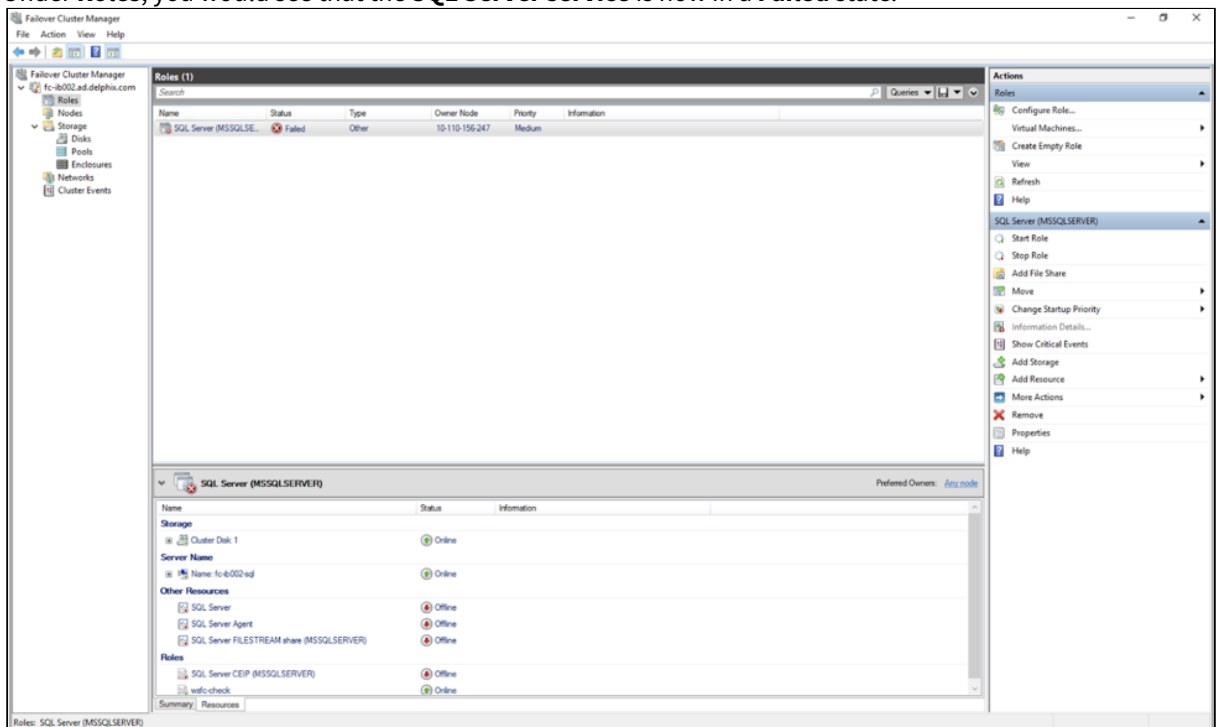 Under Roles, you would see that the SQL Server service is now in a Failed state.
Failover Cluster Manager
File Action View Help
Failover Cluster Manager
fc-ib002.ad.delphix.com
Roles
Nodes
Storage
Disks
Pools
Enclosures
Networks
Cluster Events
Roles (1)
Search
Queries
Name Status Type Owner Node Priority Information
SQL Server (MSSQLSE... Failed Other 10-110-156-247 Medium
SQL Server (MSSQLSERVER) Preferred Owners: Any node
Name Status Information
Storage
Cluster Disk 1 Online
Server Name
Name: fc-ib002-sql Online
Other Resources
SQL Server Offline
SQL Server Agent Offline
SQL Server FILESTREAM share (MSSQLSERVER) Offline
Roles
SQL Server CEIP (MSSQLSERVER) Offline
wsfc-check Online
Summary Resources
Actions
Roles
Configure Role...
Virtual Machines...
Create Empty Role
View
Refresh
Help
SQL Server (MSSQLSERVER)
Start Role
Stop Role
Add File Share
Move
Change Startup Priority
Information Details...
Show Critical Events
Add Storage
Add Resource
More Actions
Remove
Properties
Help
Roles: SQL Server (MSSQLSERVER)